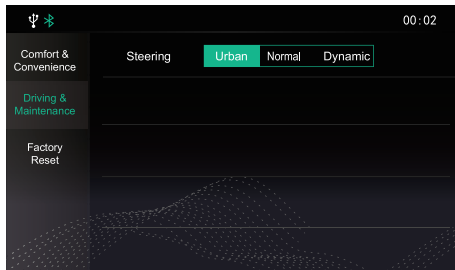 00:02
Comfort &
Convenience
Steering Urban Normal Dynamic
Driving &
Maintenance
Factory
Reset